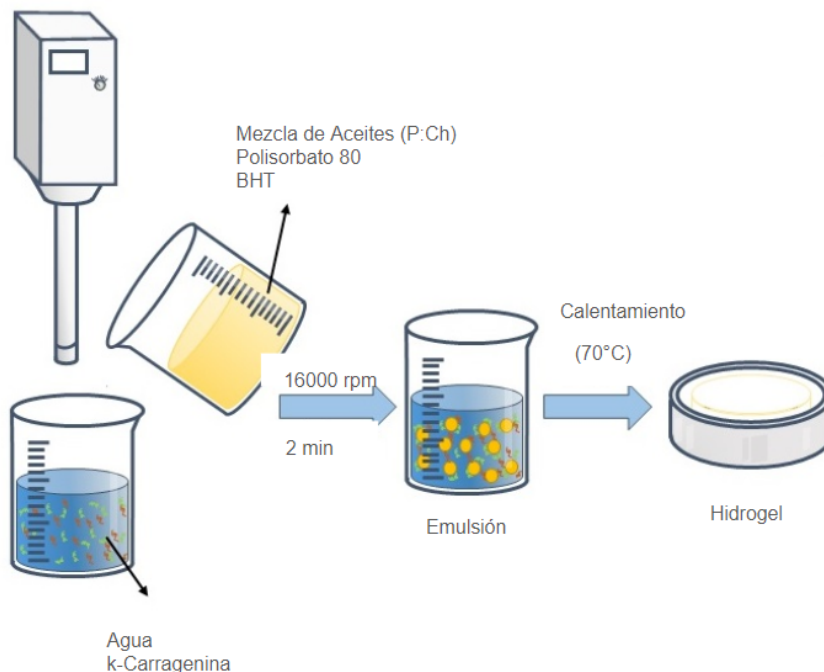 Mezcla de Aceites (P:Ch)
Polisorbato 80
BHT
16000 rpm
2 min
Calentamiento
(70°C)
Emulsión
Hidrogel
Agua
k-Carragenina